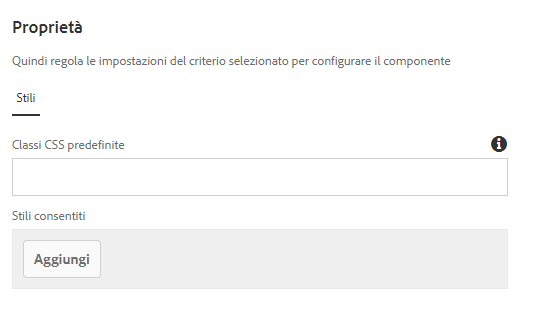 Proprietà
Quindi regola le impostazioni del criterio selezionato per configurare il componente
Stili
Classi CSS predefinite
Stili consentiti
Aggiungi